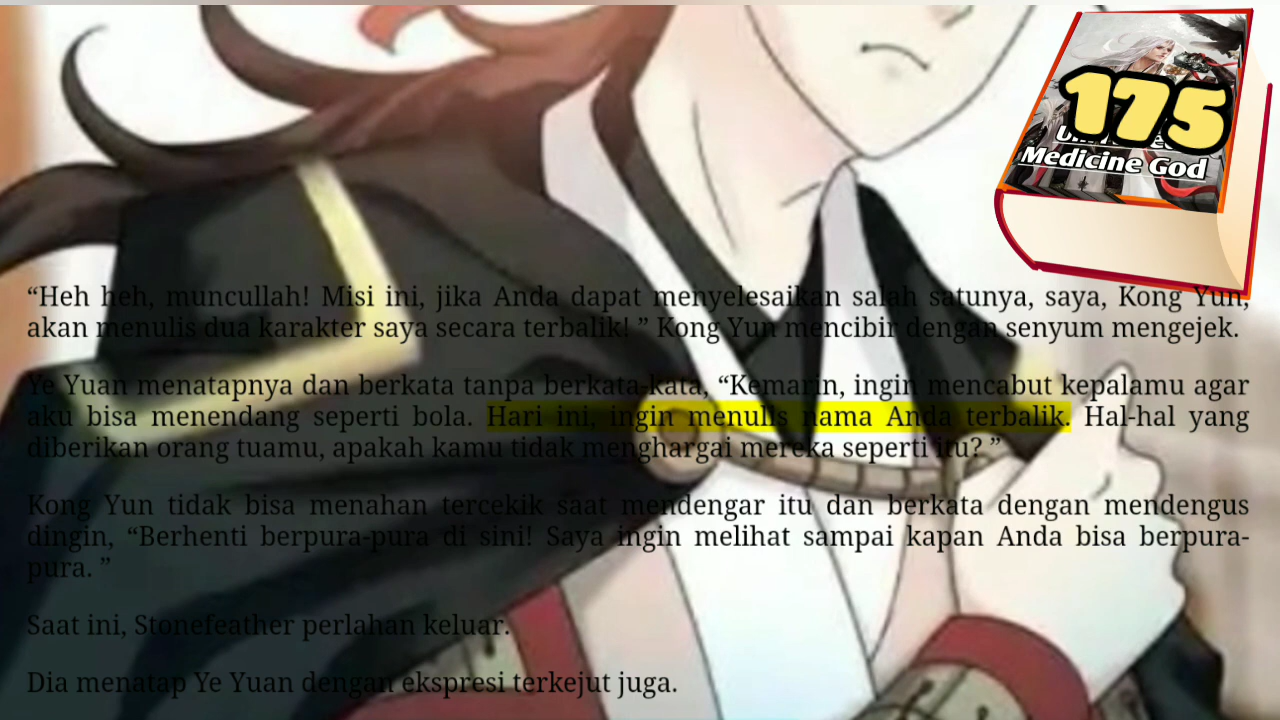 175
Medicine God
“Heh heh, muncullah! Misi ini, jika Anda dapat menyelesaikan salah satunya, saya, Kong Yun,
akan menulis dua karakter saya secara terbalik! ” Kong Yun mencibir dengan senyum mengejek.
Ye Yuan menatapnya dan berkata tanpa berkata-kata, “Kemarin, ingin mencabut kepalamu agar
aku bisa menendang seperti bola. Hari ini, ingin menulis nama Anda terbalik. Hal-hal yang
diberikan orang tuamu, apakah kamu tidak menghargai mereka seperti itu? ”
Kong Yun tidak bisa menahan tercekik saat mendengar itu dan berkata dengan mendengus
dingin, “Berhenti berpura-pura di sini! Saya ingin melihat sampai kapan Anda bisa berpura-
pura. ”
Saat ini, Stonefeather perlahan keluar.
Dia menatap Ye Yuan dengan ekspresi terkejut juga.